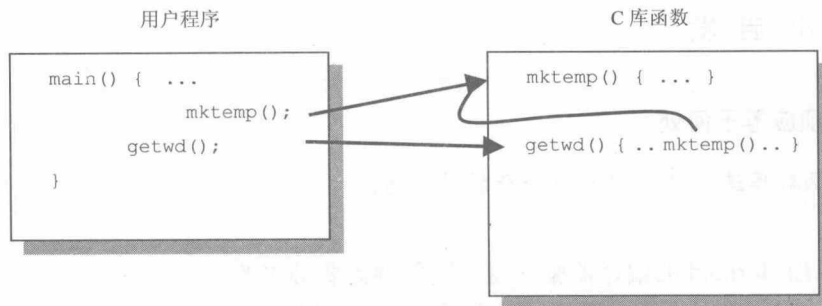 用户程序
C 库函数
main() { ...
mktemp();
getwd();
}
mktemp() { ... }
getwd() { ..mktemp().. }